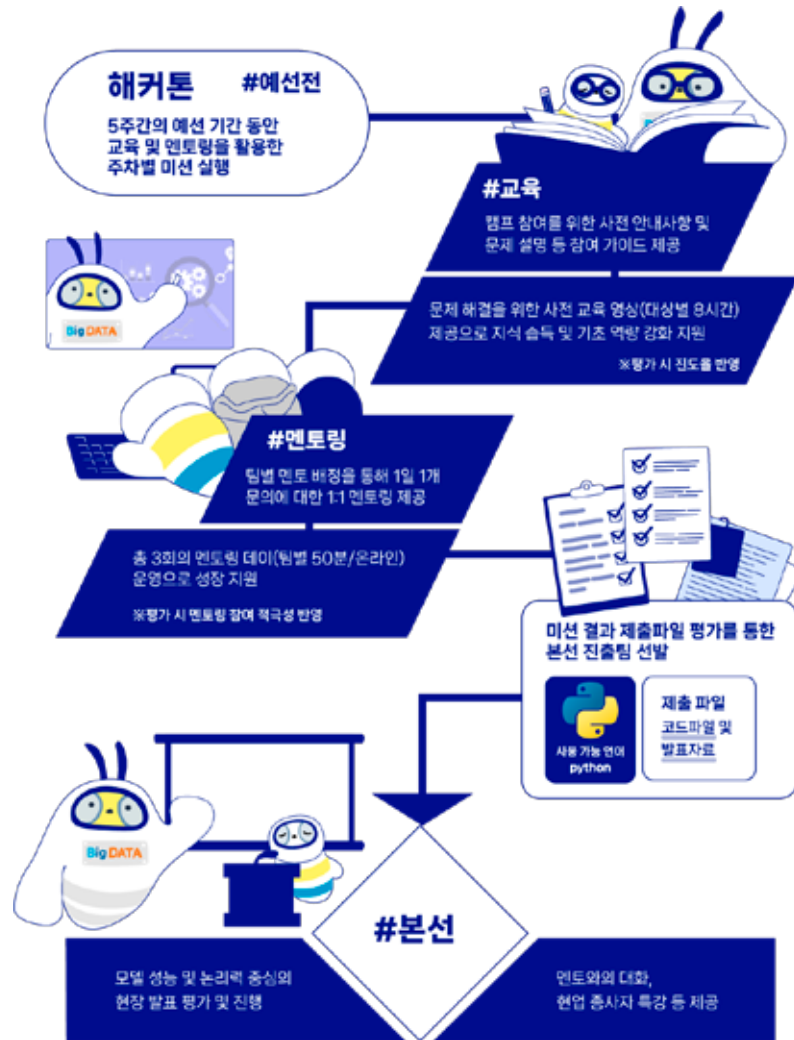 해커톤 #예선전
5주간의 예선 기간 동안
교육 및 멘토링을 활용한
주차별 미션 실행
BigDATA
#교육
캠프 참여를 위한 사전 안내사항 및
문제 설명 등 참여 가이드 제공
문제 해결을 위한 사전 교육 영상(대상별 8시간)
제공으로 지식 습득 및 기초 역량 강화 지원
※평가 시 진도율 반영
BigDATA
#멘토링
팀별 멘토 배정을 통해 1일 1개
문의에 대한 1:1 멘토링 제공
총 3회의 멘토링 데이(팀별 50분/온라인)
운영으로 성장 지원
※평가 시 멘토링 참여 적극성 반영
미션 결과 제출파일 평가를 통한
본선 진출팀 선발
사용 가능 언어
python
제출 파일
코드파일 및
발표자료
BigDATA
#본선
모델 성능 및 논리력 중심의
현장 발표 평가 및 진행
멘토와의 대화,
현업 종사자 특강 등 제공